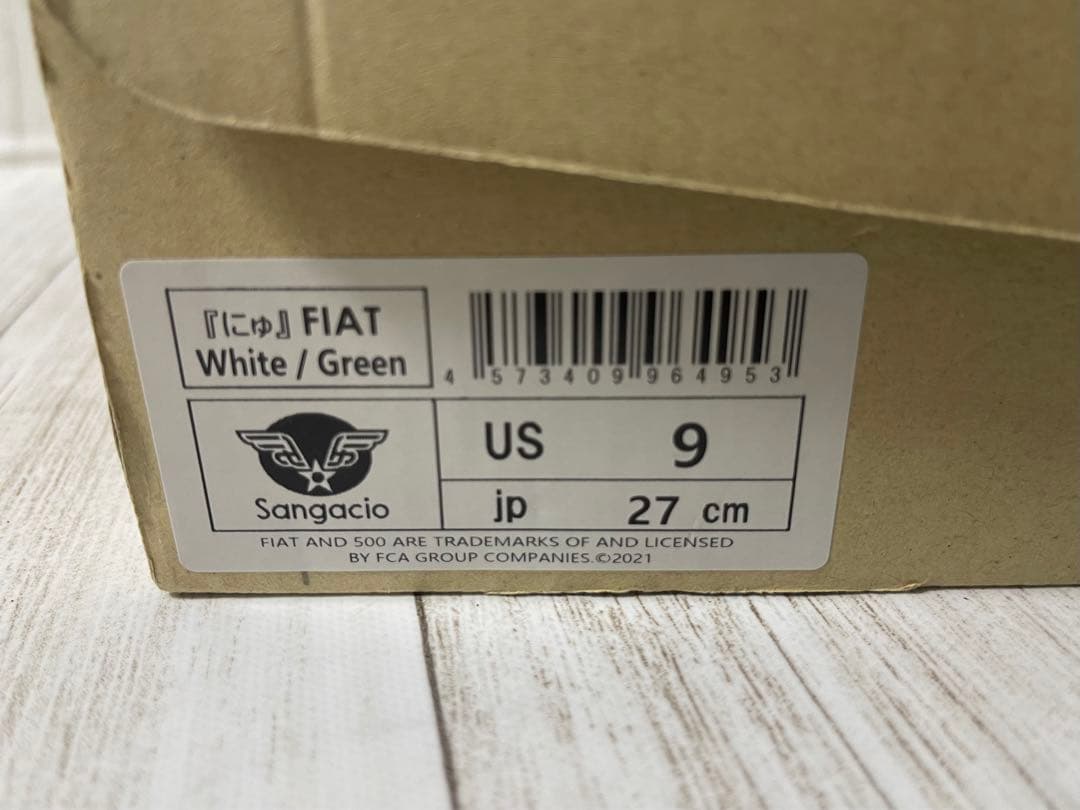 『にゅ』FIAT
White / Green
4 573409 964953
Sangacio
US 9
jp 27 cm
FIAT AND 500 ARE TRADEMARKS OF AND LICENSED
BY FCA GROUP COMPANIES.©2021